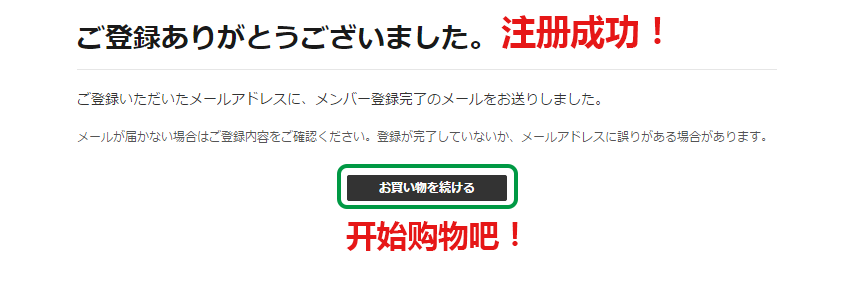 ご登録ありがとうございました。注册成功！
ご登録いただいたメールアドレスに、メンバー登録完了のメールをお送りしました。
メールが届かない場合はご登録内容をご確認ください。登録が完了していないか、メールアドレスに誤りがある場合があります。
お買い物を続ける
开始购物吧！